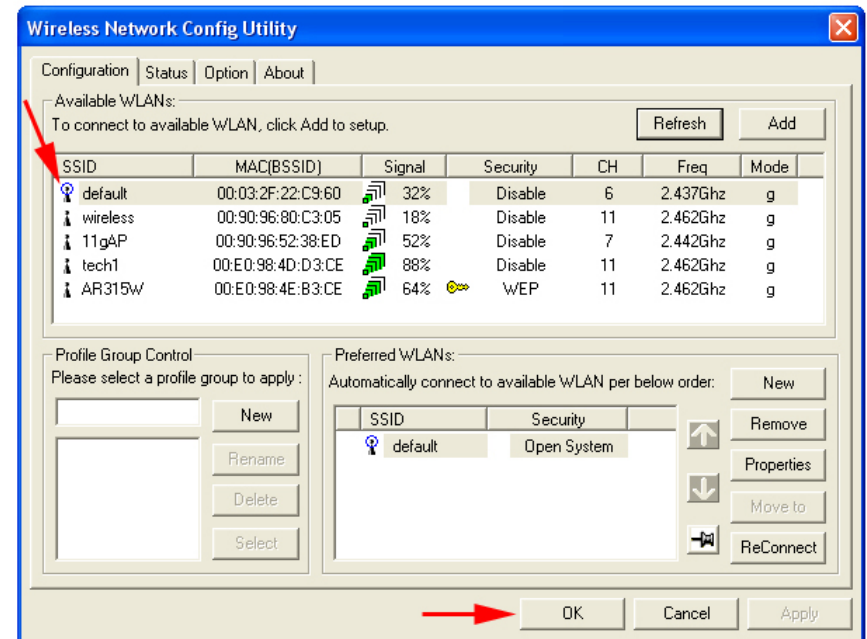 Wireless Network Config Utility
Configuration Status Option About
Available WLANs:
To connect to available WLAN, click Add to setup.
Refresh Add
SSID MAC(BSSID) Signal Security CH Freq Mode
default 00:03:2F:22:C9:60 32% Disable 6 2.437Ghz g
wireless 00:90:96:80:C3:05 18% Disable 11 2.462Ghz g
11gAP 00:90:96:52:38:ED 52% Disable 7 2.442Ghz g
tech1 00:E0:98:4D:D3:CE 88% Disable 11 2.462Ghz g
AR315W 00:E0:98:4E:B3:CE 64% WEP 11 2.462Ghz g
Profile Group Control
Please select a profile group to apply :
New
Rename
Delete
Select
Preferred WLANs:
Automatically connect to available WLAN per below order:
SSID Security
default Open System
New
Remove
Properties
Move to
ReConnect
OK Cancel Apply